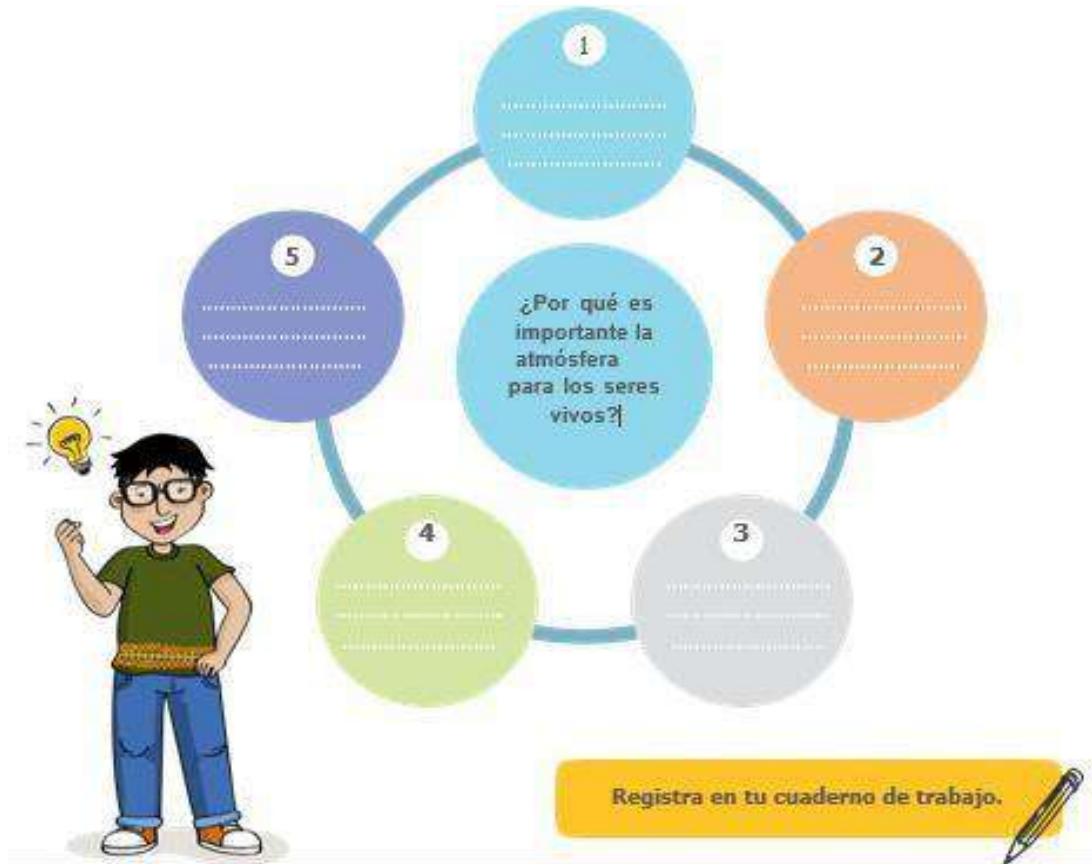 1
5
2
¿Por qué es
importante la
atmósfera
para los seres
vivos?
4
3
Registra en tu cuaderno de trabajo.